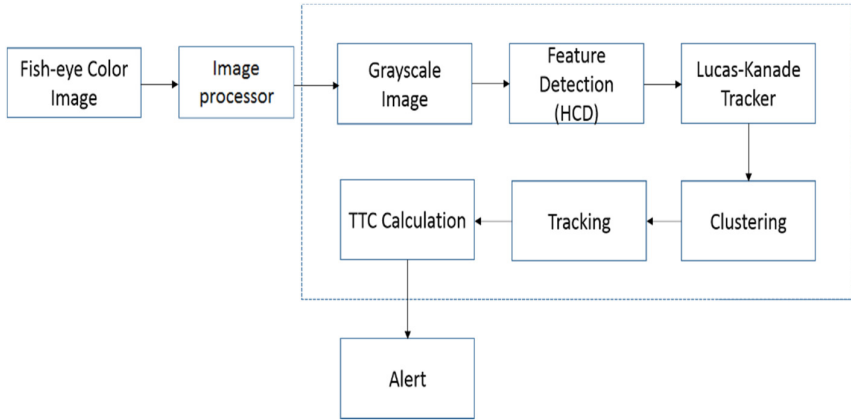 Fish-eye Color
Image
Image
processor
Grayscale
Image
Feature
Detection
(HCD)
Lucas-Kanade
Tracker
TTC Calculation
Tracking
Clustering
Alert